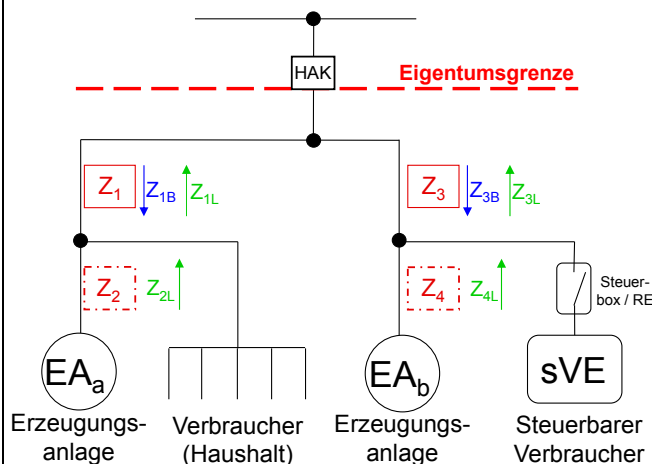 HAK
Eigentumsgrenze
Z1 Z1B Z1L
Z3 Z3B Z3L
Z2 Z2L
Z4 Z4L
Steuer-
box / RE
EAa
EAb
sVE
Erzeugungs-
anlage
Verbraucher
(Haushalt)
Erzeugungs-
anlage
Steuerbarer
Verbraucher